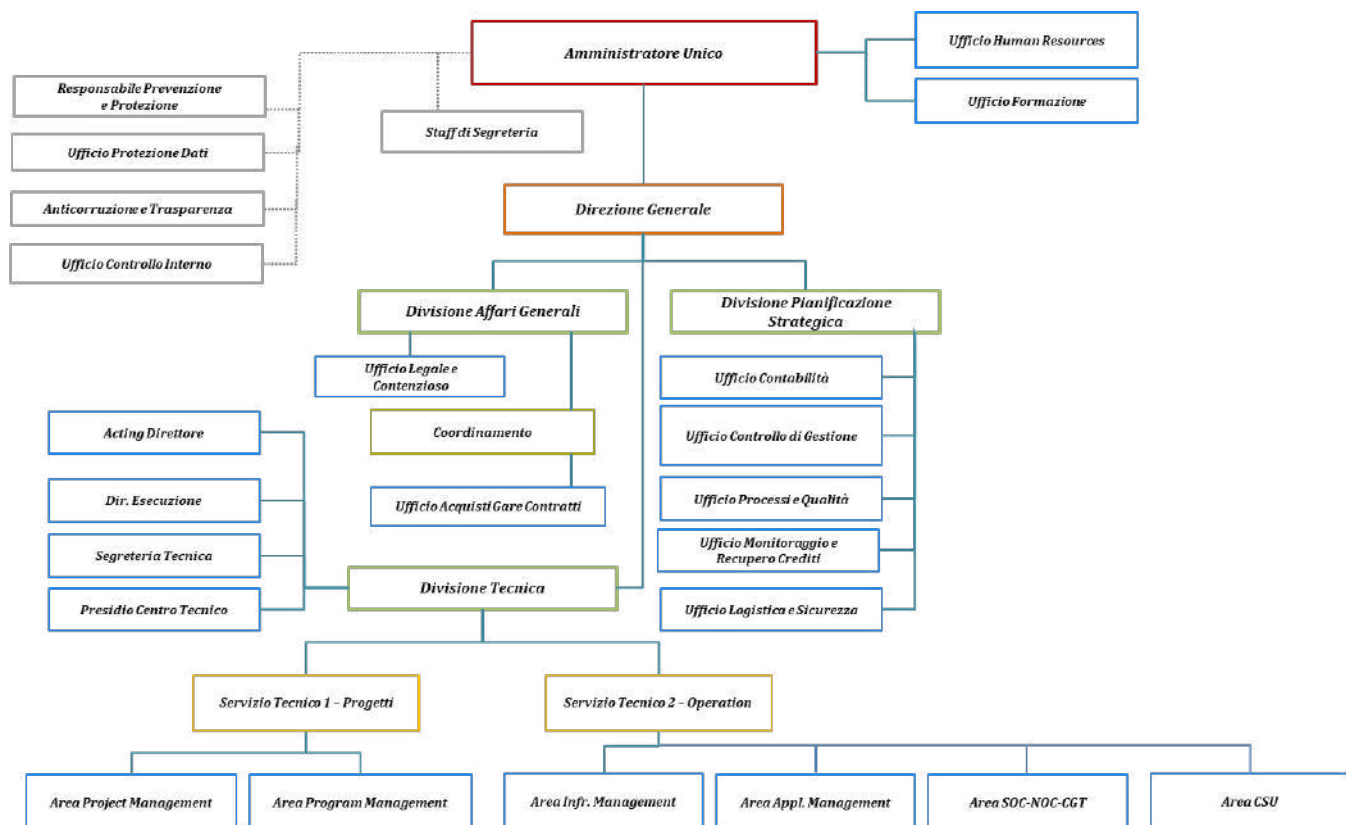 Amministratore Unico
Ufficio Human Resources
Ufficio Formazione
Responsabile Prevenzione
e Protezione
Staff di Segreteria
Ufficio Protezione Dati
Anticorruzione e Trasparenza
Ufficio Controllo Interno
Direzione Generale
Divisione Affari Generali
Divisione Pianificazione
Strategica
Ufficio Legale e
Contenzioso
Ufficio Contabilità
Coordinamento
Ufficio Controllo di Gestione
Ufficio Acquisti Gare Contratti
Ufficio Processi e Qualità
Ufficio Monitoraggio e
Recupero Crediti
Ufficio Logistica e Sicurezza
Acting Direttore
Dir. Esecuzione
Segreteria Tecnica
Presidio Centro Tecnico
Divisione Tecnica
Servizio Tecnico 1 – Progetti
Servizio Tecnico 2 – Operation
Area Project Management
Area Program Management
Area Infr. Management
Area Appl. Management
Area SOC-NOC-CGT
Area CSU